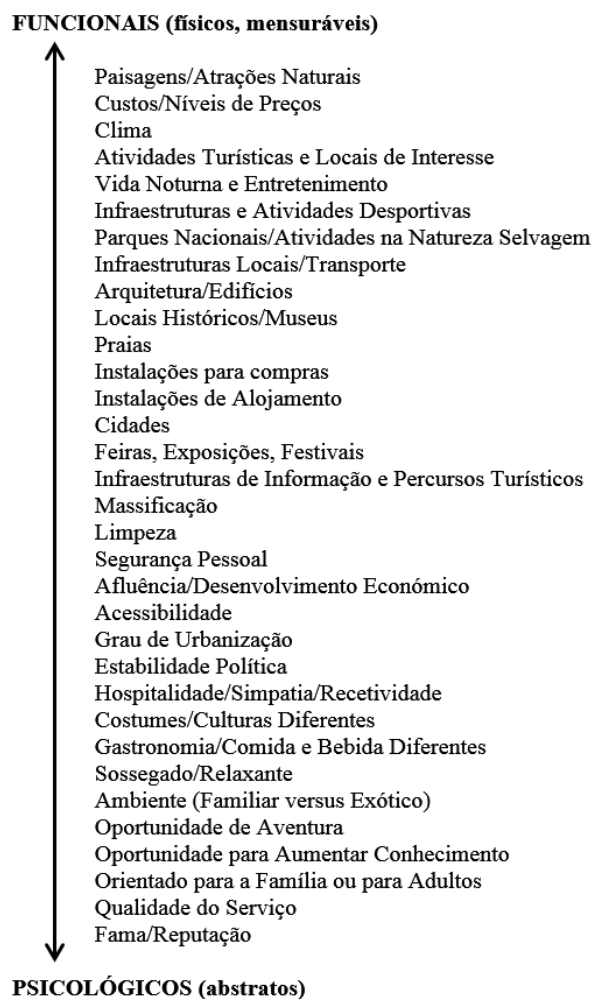 FUNCIONAIS (físicos, mensuráveis)
Paisagens/Atrações Naturais
Custos/Níveis de Preços
Clima
Atividades Turísticas e Locais de Interesse
Vida Noturna e Entretenimento
Infraestruturas e Atividades Desportivas
Parques Nacionais/Atividades na Natureza Selvagem
Infraestruturas Locais/Transporte
Arquitetura/Edifícios
Locais Históricos/Museus
Praias
Instalações para compras
Instalações de Alojamento
Cidades
Feiras, Exposições, Festivais
Infraestruturas de Informação e Percursos Turísticos
Massificação
Limpeza
Segurança Pessoal
Afluência/Desenvolvimento Económico
Acessibilidade
Grau de Urbanização
Estabilidade Política
Hospitalidade/Simpatia/Recetividade
Costumes/Culturas Diferentes
Gastronomia/Comida e Bebida Diferentes
Sossegado/Relaxante
Ambiente (Familiar versus Exótico)
Oportunidade de Aventura
Oportunidade para Aumentar Conhecimento
Orientado para a Família ou para Adultos
Qualidade do Serviço
Fama/Reputação
PSICOLÓGICOS (abstratos)